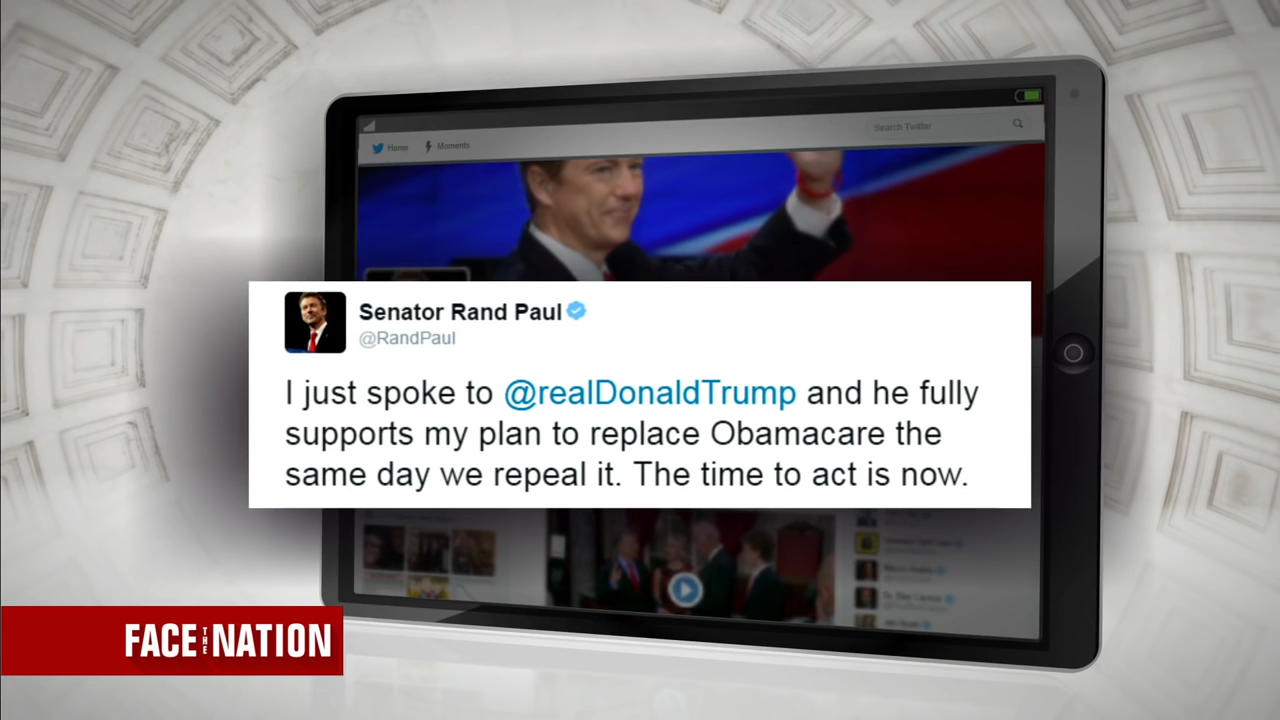 Home Moments Search Twitter
Senator Rand Paul
@RandPaul
I just spoke to @realDonaldTrump and he fully
supports my plan to replace Obamacare the
same day we repeal it. The time to act is now.
FACE THE NATION